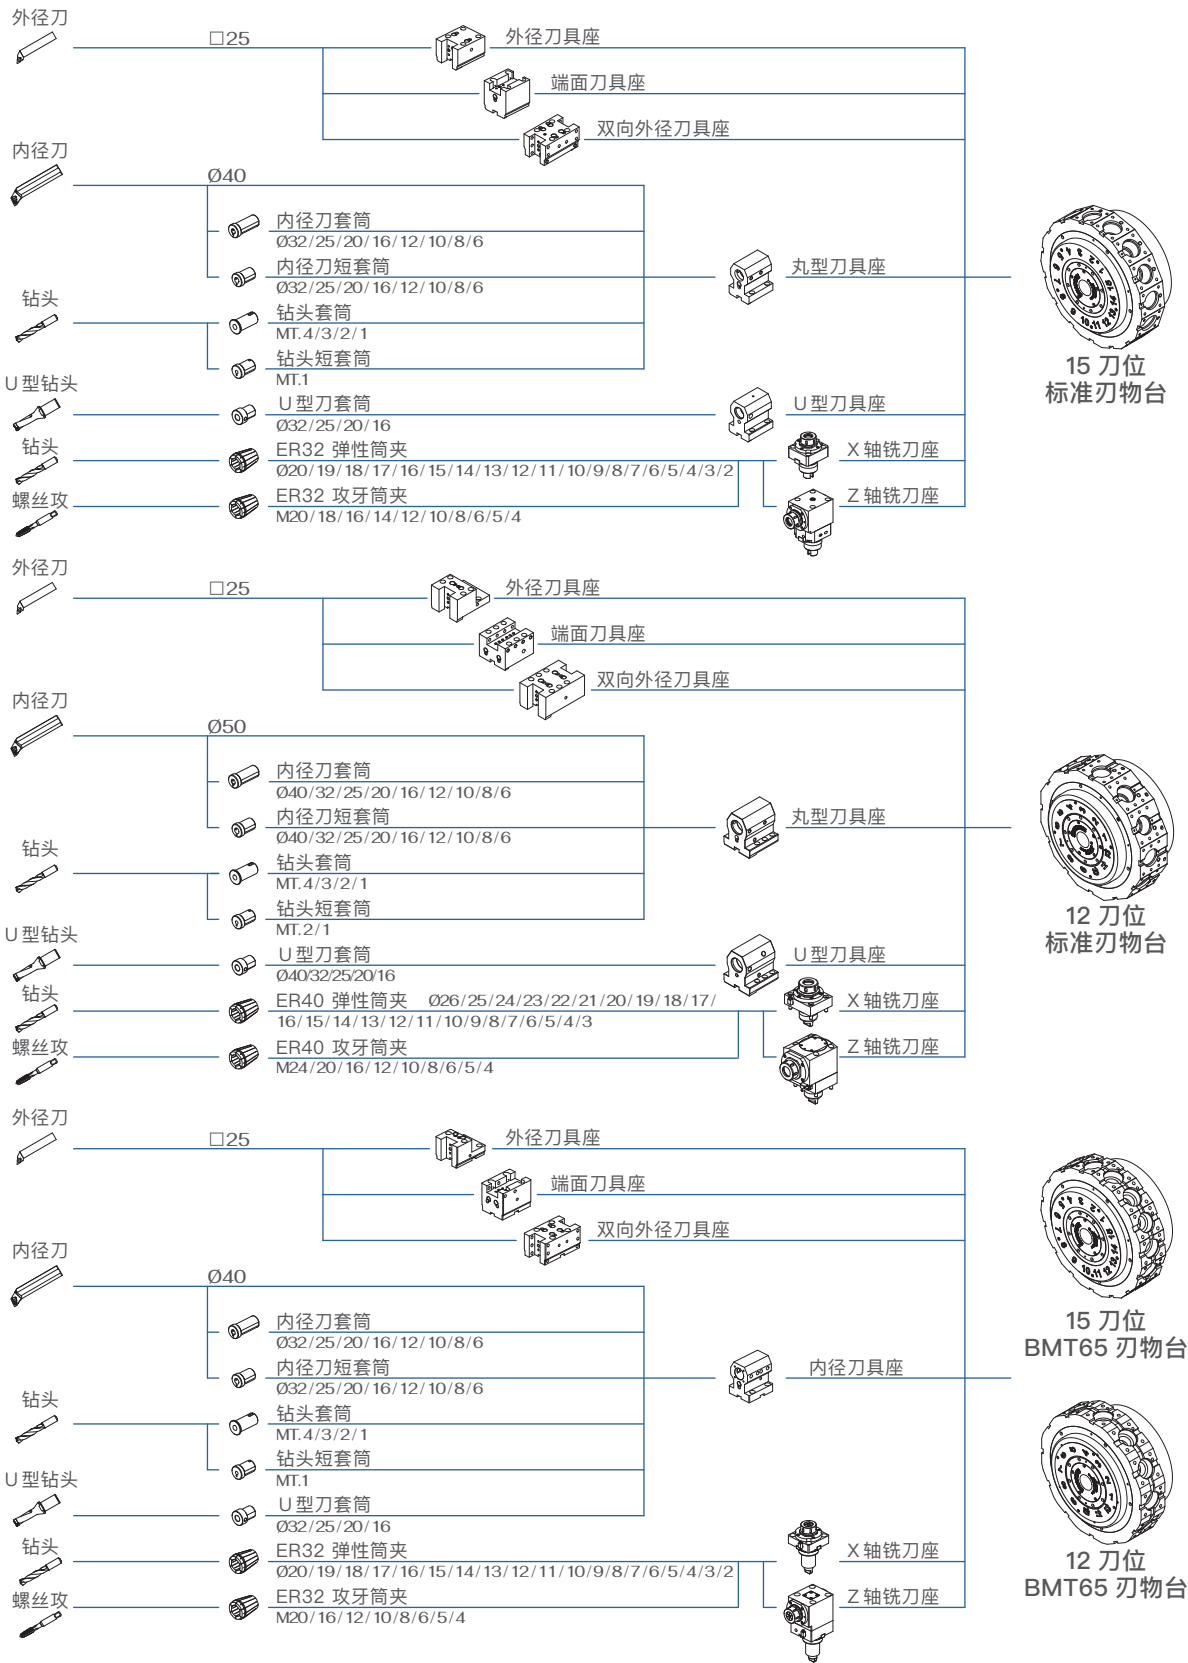 外径刀
□25
外径刀具座
端面刀具座
双向外径刀具座
内径刀
Ø40
内径刀套筒
Ø32/25/20/16/12/10/8/6
内径刀短套筒
Ø32/25/20/16/12/10/8/6
丸型刀具座
钻头
钻头套筒
MT.4/3/2/1
钻头短套筒
MT.1
15 刀位
标准刃物台
U型钻头
U型刀套筒
Ø32/25/20/16
U型刀具座
钻头
ER32 弹性筒夹
Ø20/19/18/17/16/15/14/13/12/11/10/9/8/7/6/5/4/3/2
X轴铣刀座
螺丝攻
ER32 攻牙筒夹
M20/18/16/14/12/10/8/6/5/4
Z轴铣刀座
外径刀
□25
外径刀具座
端面刀具座
双向外径刀具座
内径刀
Ø50
内径刀套筒
Ø40/32/25/20/16/12/10/8/6
内径刀短套筒
Ø40/32/25/20/16/12/10/8/6
丸型刀具座
钻头
钻头套筒
MT.4/3/2/1
钻头短套筒
MT.2/1
12 刀位
标准刃物台
U型钻头
U型刀套筒
Ø40/32/25/20/16
U型刀具座
钻头
ER40 弹性筒夹 Ø26/25/24/23/22/21/20/19/18/17/
16/15/14/13/12/11/10/9/8/7/6/5/4/3
X轴铣刀座
螺丝攻
ER40 攻牙筒夹
M24/20/16/12/10/8/6/5/4
Z轴铣刀座
外径刀
□25
外径刀具座
端面刀具座
双向外径刀具座
内径刀
Ø40
内径刀套筒
Ø32/25/20/16/12/10/8/6
15 刀位
BMT65 刃物台
内径刀短套筒
Ø32/25/20/16/12/10/8/6
内径刀具座
钻头
钻头套筒
MT.4/3/2/1
钻头短套筒
MT.1
U型钻头
U型刀套筒
Ø32/25/20/16
钻头
ER32 弹性筒夹
Ø20/19/18/17/16/15/14/13/12/11/10/9/8/7/6/5/4/3/2
X轴铣刀座
12 刀位
BMT65 刃物台
螺丝攻
ER32 攻牙筒夹
M20/16/12/10/8/6/5/4
Z轴铣刀座